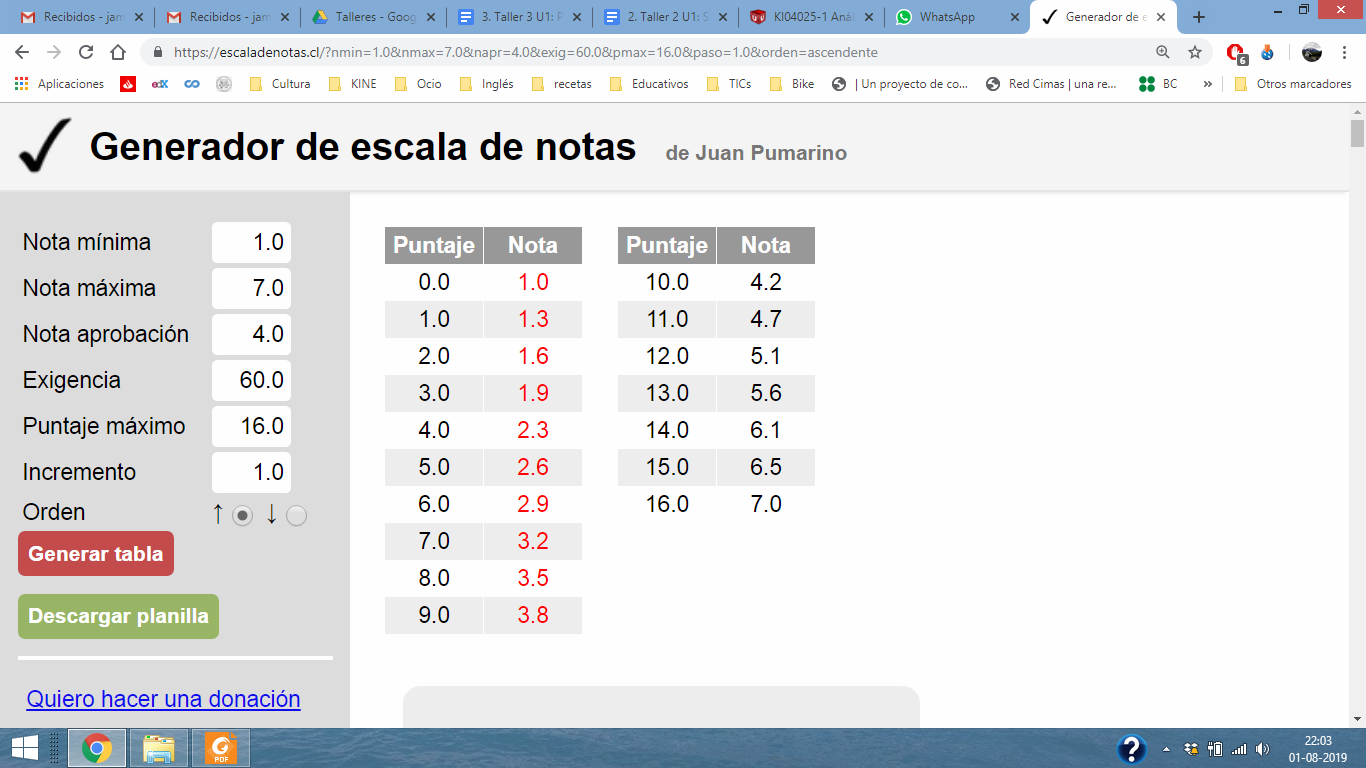 Recibidos - jam
Recibidos - jam
Talleres - Goog
3. Taller 3 U1: P
2. Taller 2 U1: S
KI04025-1 Anál
WhatsApp
Generador de e
https://escaladenotas.cl/?nmin=1.0&nmax=7.0&napr=4.0&exig=60.0&pmax=16.0&paso=1.0&orden=ascendente
6
Aplicaciones
edX
Cultura
KINE
Ocio
Inglés
recetas
Educativos
TICs
Bike
| Un proyecto de co...
Red Cimas | una re...
BC
»
Otros marcadores
Generador de escala de notas de Juan Pumarino
Nota mínima 1.0
Nota máxima 7.0
Nota aprobación 4.0
Exigencia 60.0
Puntaje máximo 16.0
Incremento 1.0
Orden ↑ ↓
Generar tabla
Descargar planilla
Quiero hacer una donación
Puntaje Nota
0.0 1.0
1.0 1.3
2.0 1.6
3.0 1.9
4.0 2.3
5.0 2.6
6.0 2.9
7.0 3.2
8.0 3.5
9.0 3.8
Puntaje Nota
10.0 4.2
11.0 4.7
12.0 5.1
13.0 5.6
14.0 6.1
15.0 6.5
16.0 7.0
PDF
?
22:03
01-08-2019